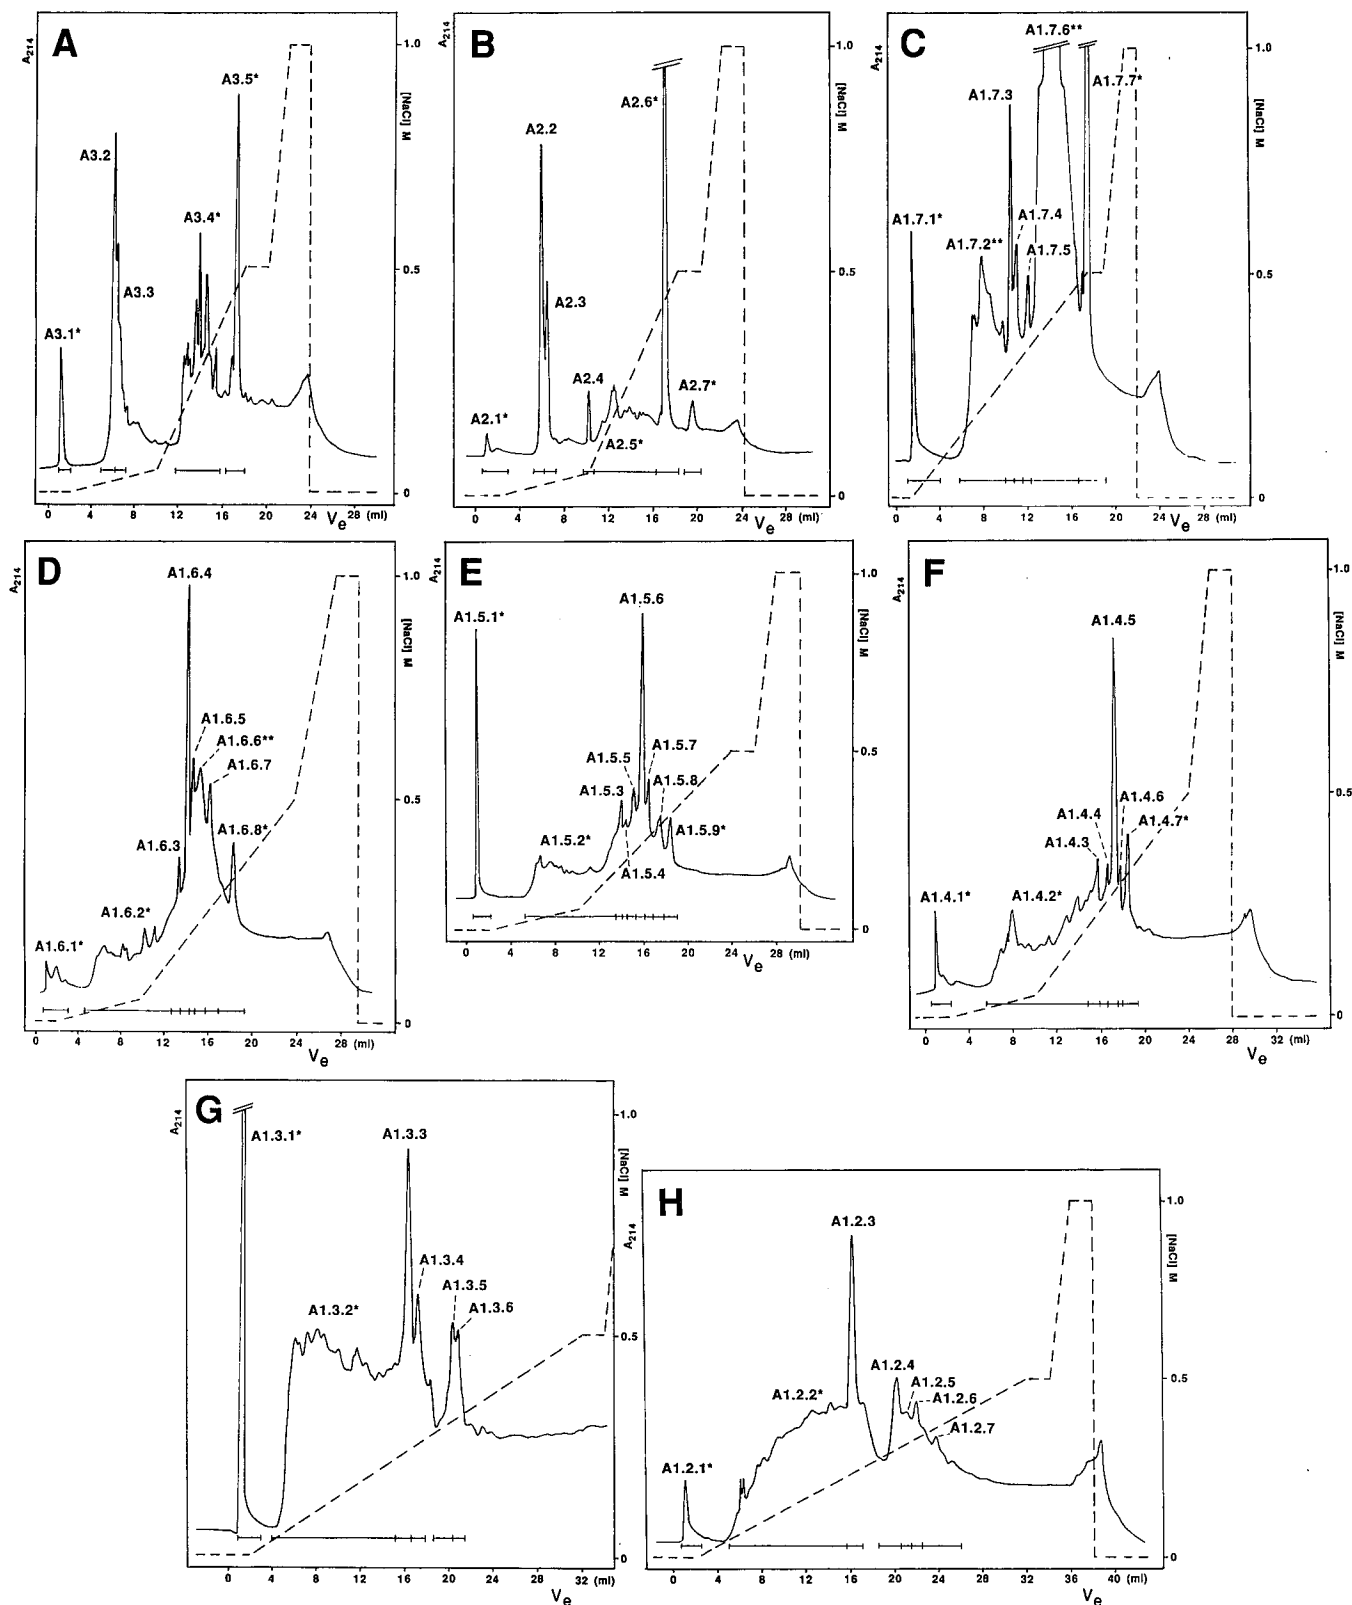 A
A214
A3.1*
A3.2
A3.3
A3.4*
A3.5*
1.0
[NaCl] M
0.5
0
0 4 8 12 16 20 24 28 (ml)
Ve
B
A214
A2.1*
A2.2
A2.3
A2.4
A2.5*
A2.6*
A2.7*
1.0
[NaCl] M
0.5
0
0 4 8 12 16 20 24 28 (ml)
Ve
C
A214
A1.7.1*
A1.7.2**
A1.7.3
A1.7.4
A1.7.5
A1.7.6**
A1.7.7*
1.0
[NaCl] M
0.5
0
0 4 8 12 16 20 24 28 (ml)
Ve
D
A214
A1.6.1*
A1.6.2*
A1.6.3
A1.6.4
A1.6.5
A1.6.6**
A1.6.7
A1.6.8*
1.0
[NaCl] M
0.5
0
0 4 8 12 16 20 24 28 (ml)
Ve
E
A214
A1.5.1*
A1.5.2*
A1.5.3
A1.5.4
A1.5.5
A1.5.6
A1.5.7
A1.5.8
A1.5.9*
1.0
[NaCl] M
0.5
0
0 4 8 12 16 20 24 28 (ml)
Ve
F
A214
A1.4.1*
A1.4.2*
A1.4.3
A1.4.4
A1.4.5
A1.4.6
A1.4.7*
1.0
[NaCl] M
0.5
0
0 4 8 12 16 20 24 28 32 (ml)
Ve
G
A214
A1.3.1*
A1.3.2*
A1.3.3
A1.3.4
A1.3.5
A1.3.6
1.0
[NaCl] M
0.5
0
0 4 8 12 16 20 24 28 32 (ml)
Ve
H
A214
A1.2.1*
A1.2.2*
A1.2.3
A1.2.4
A1.2.5
A1.2.6
A1.2.7
1.0
[NaCl] M
0.5
0
0 4 8 12 16 20 24 28 32 36 40 (ml)
Ve